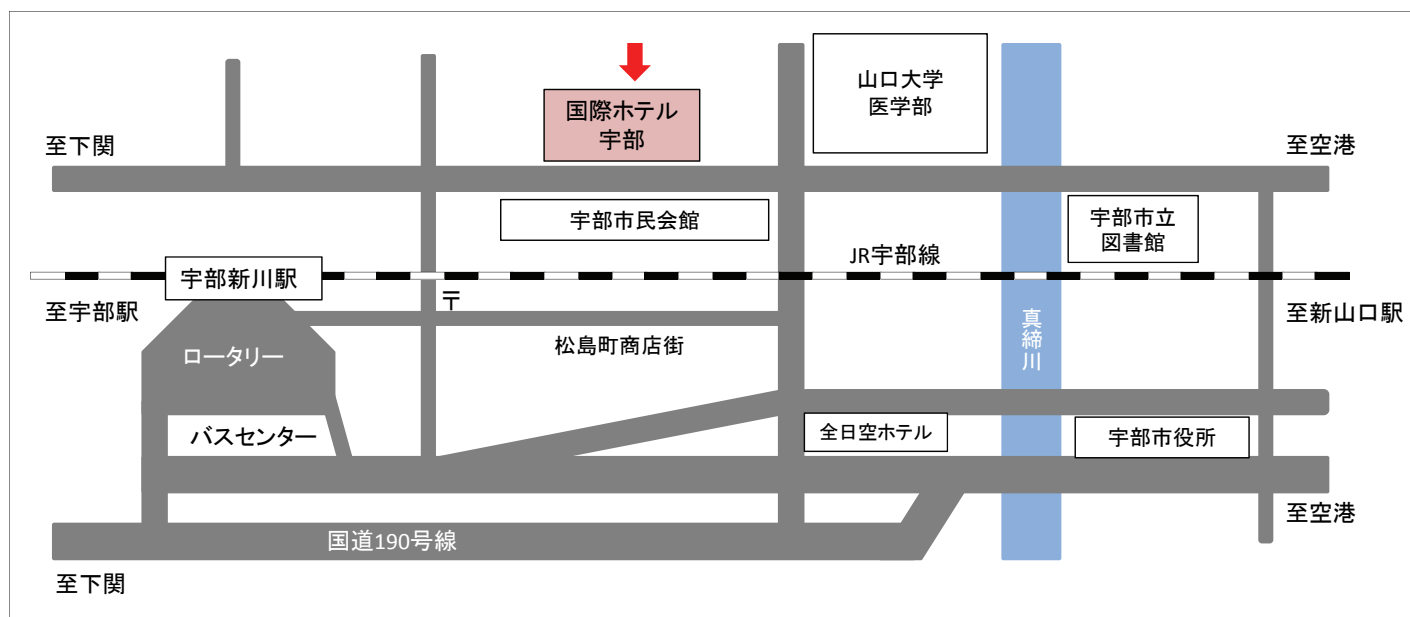 山口大学
医学部
国際ホテル
宇部
至下関
至空港
宇部市民会館
宇部市立
図書館
JR宇部線
宇部新川駅
至宇部駅
〒
至新山口駅
真締川
松島町商店街
ロータリー
バスセンター
全日空ホテル
宇部市役所
至空港
国道190号線
至下関